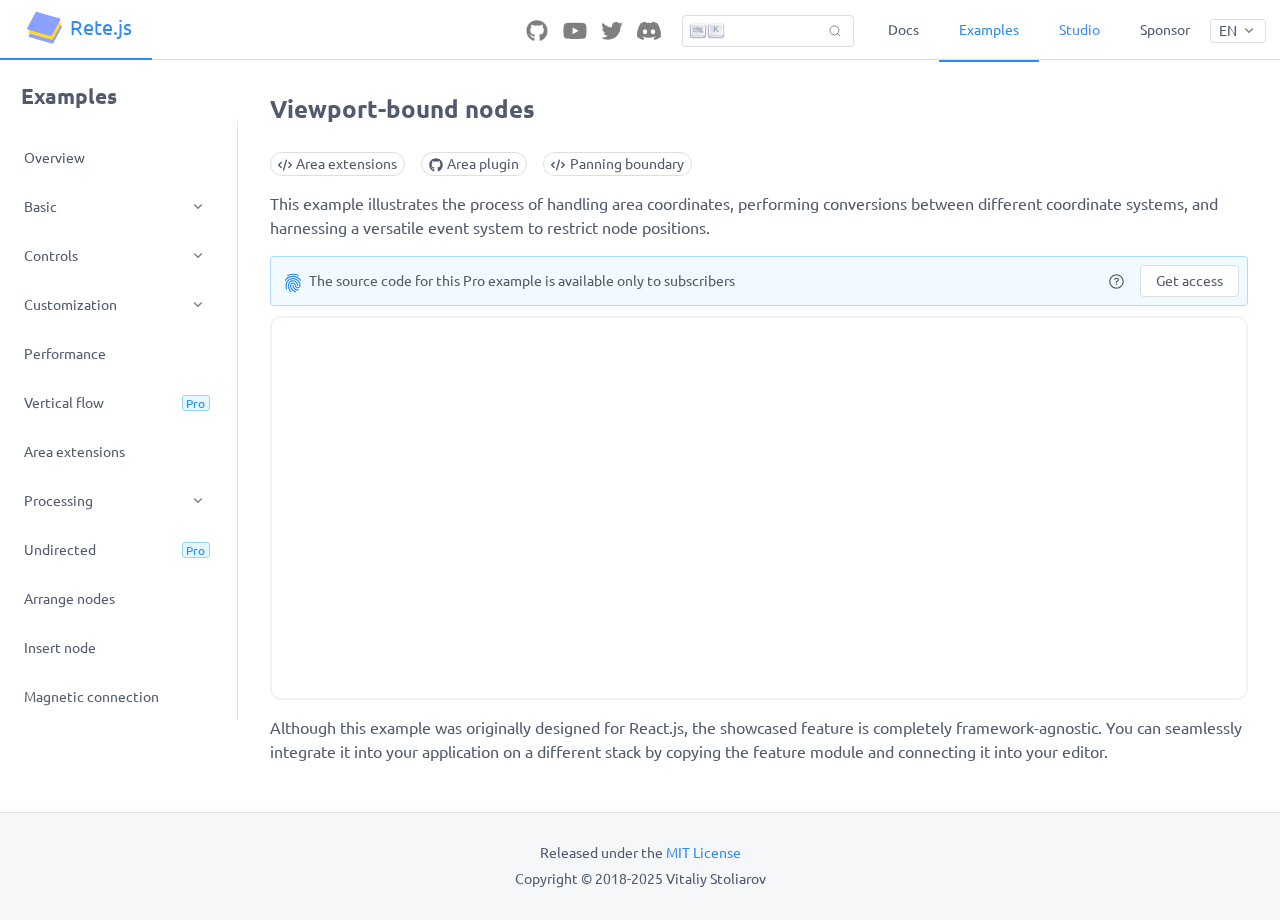 Rete.js
K
Docs
Examples
Studio
Sponsor
EN
Examples
Overview
Basic
Controls
Customization
Performance
Vertical flow
Pro
Area extensions
Processing
Undirected
Pro
Arrange nodes
Insert node
Magnetic connection
Viewport-bound nodes
Area extensions
Area plugin
Panning boundary
This example illustrates the process of handling area coordinates, performing conversions between different coordinate systems, and
harnessing a versatile event system to restrict node positions.
The source code for this Pro example is available only to subscribers
Get access
Although this example was originally designed for React.js, the showcased feature is completely framework-agnostic. You can seamlessly
integrate it into your application on a different stack by copying the feature module and connecting it into your editor.
Released under the MIT License
Copyright © 2018-2025 Vitaliy Stoliarov